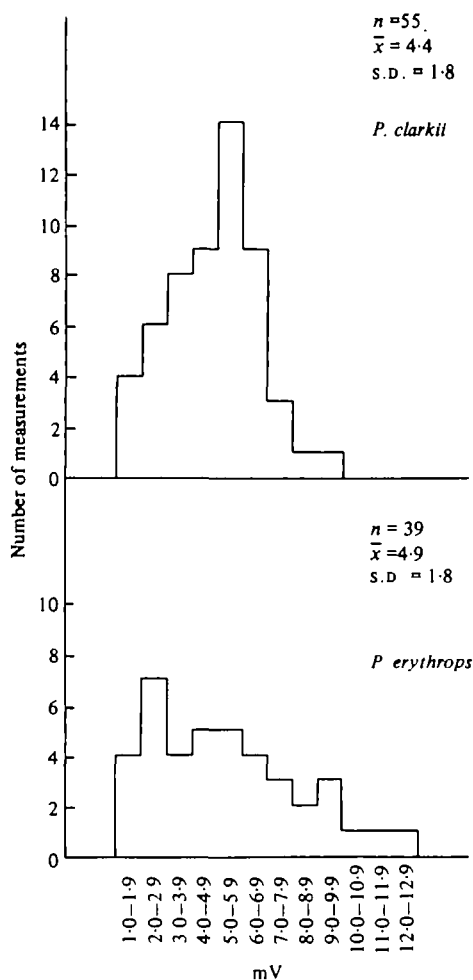 n =55.
x̄ = 4·4
S.D. = 1·8
P. clarkii
14
12
10
8
6
4
2
0
Number of measurements
n = 39
x̄ =4·9
S D = 1·8
P erythrops
10
8
6
4
2
0
1·0–1·9
2·0–2 9
3·0–3·9
4·0–4·9
5·0–5 9
6·0–6·9
7·0–7·9
8·0–8·9
9·0–9·9
10·0–10·9
11·0–11·9
12·0–12·9
mV